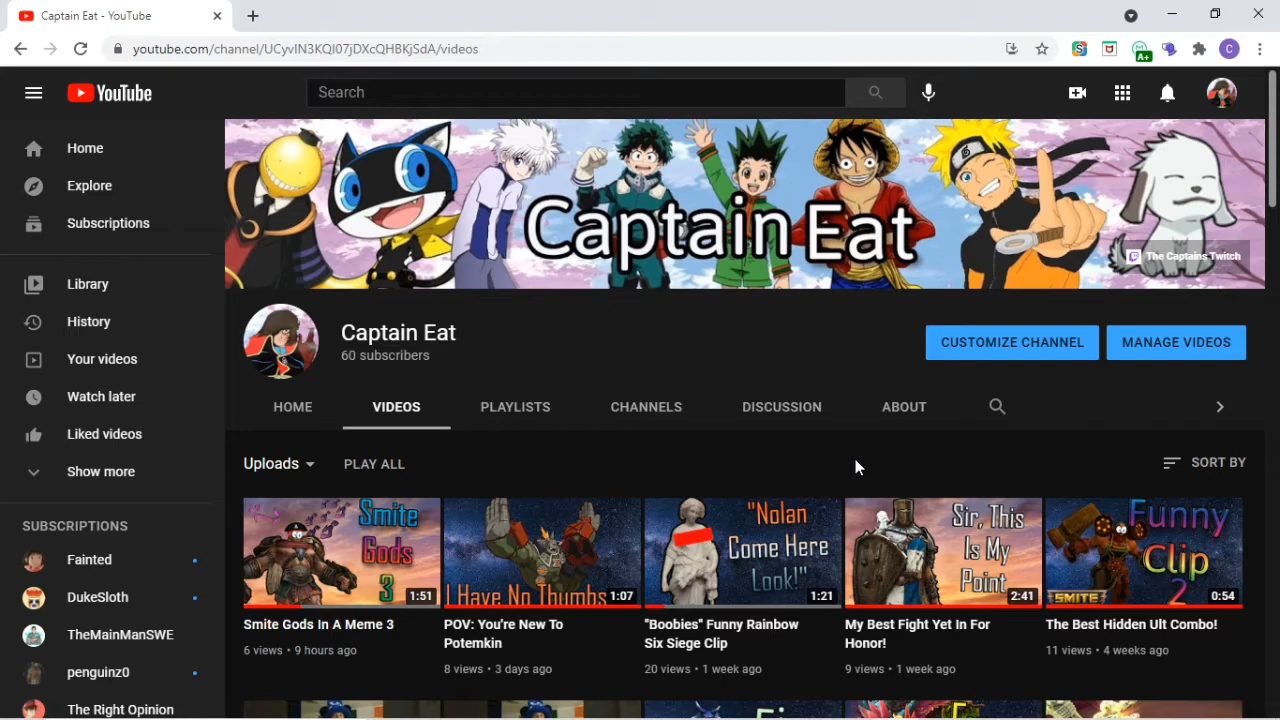 Captain Eat - YouTube
youtube.com/channel/UCyvIN3KQI07jDXcQHBKjSdA/videos
A+
C
YouTube
Search
Home
Explore
Subscriptions
Library
History
Your videos
Watch later
Liked videos
Show more
SUBSCRIPTIONS
Fainted
DukeSloth
TheMainManSWE
penguinz0
The Right Opinion
Captain Eat
The Captains Twitch
Captain Eat
60 subscribers
CUSTOMIZE CHANNEL
MANAGE VIDEOS
HOME
VIDEOS
PLAYLISTS
CHANNELS
DISCUSSION
ABOUT
Uploads
PLAY ALL
SORT BY
Smite
Gods
3
1:51
Smite Gods In A Meme 3
6 views • 9 hours ago
I Have No Thumbs
1:07
POV: You're New To
Potemkin
8 views • 3 days ago
"Nolan
Come Here
Look!"
1:21
"Boobies" Funny Rainbow
Six Siege Clip
20 views • 1 week ago
Sir, This
Is My
Point
2:41
My Best Fight Yet In For
Honor!
9 views • 1 week ago
Funny
Clip
2
SMITE
0:54
The Best Hidden Ult Combo!
11 views • 4 weeks ago